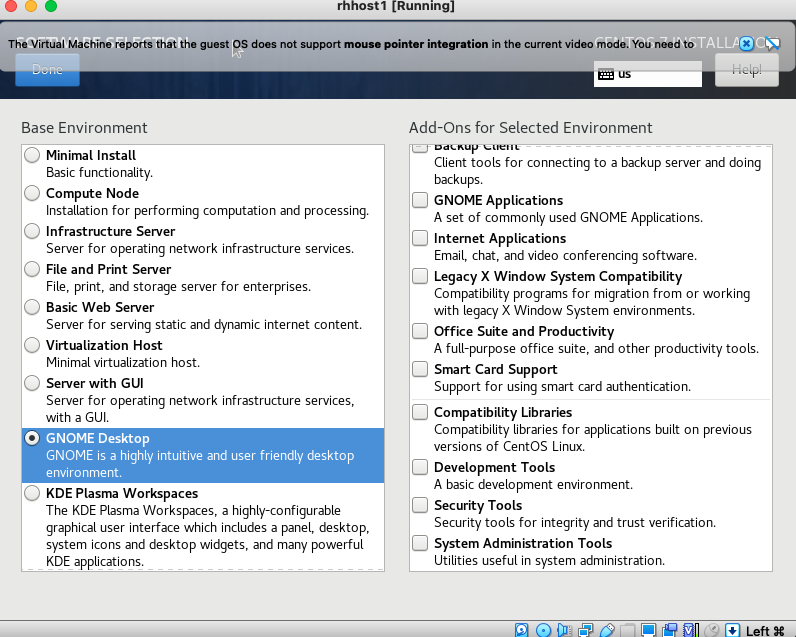 rhhost1 [Running]
The Virtual Machine reports that the guest OS does not support mouse pointer integration in the current video mode. You need to
SOFTWARE SELECTION
CENTOS 7 INSTALLA
Done
us
Help!
Base Environment
Minimal Install
Basic functionality.
Compute Node
Installation for performing computation and processing.
Infrastructure Server
Server for operating network infrastructure services.
File and Print Server
File, print, and storage server for enterprises.
Basic Web Server
Server for serving static and dynamic internet content.
Virtualization Host
Minimal virtualization host.
Server with GUI
Server for operating network infrastructure services,
with a GUI.
GNOME Desktop
GNOME is a highly intuitive and user friendly desktop
environment.
KDE Plasma Workspaces
The KDE Plasma Workspaces, a highly-configurable
graphical user interface which includes a panel, desktop,
system icons and desktop widgets, and many powerful
KDE applications.
Add-Ons for Selected Environment
Backup Client
Client tools for connecting to a backup server and doing
backups.
GNOME Applications
A set of commonly used GNOME Applications.
Internet Applications
Email, chat, and video conferencing software.
Legacy X Window System Compatibility
Compatibility programs for migration from or working
with legacy X Window System environments.
Office Suite and Productivity
A full-purpose office suite, and other productivity tools.
Smart Card Support
Support for using smart card authentication.
Compatibility Libraries
Compatibility libraries for applications built on previous
versions of CentOS Linux.
Development Tools
A basic development environment.
Security Tools
Security tools for integrity and trust verification.
System Administration Tools
Utilities useful in system administration.
Left ⌘